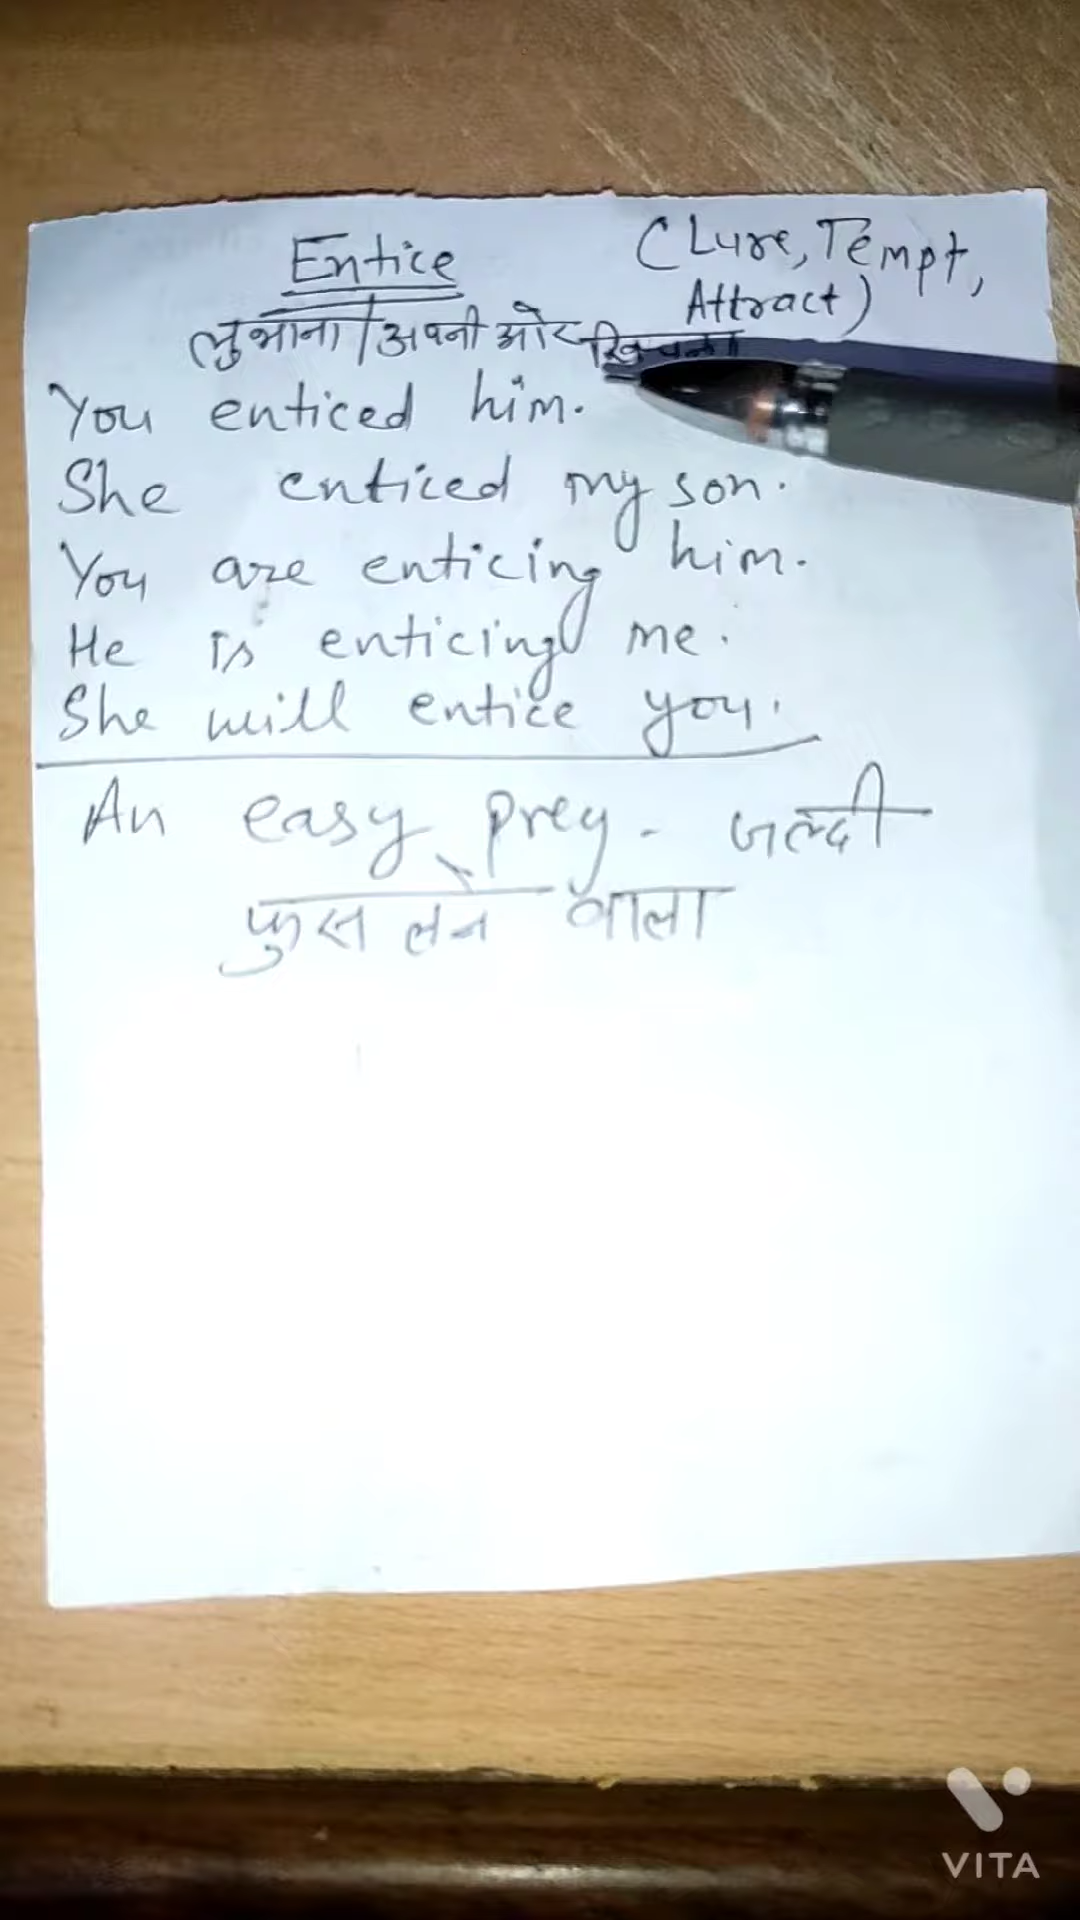 Entice (Lure, Tempt,
Attract)
लुभाना / अपनी ओर
You enticed him.
She enticed my son.
You are enticing him.
He is enticing me.
She will entice you.
An easy prey - जल्दी
फुसलने वाला
VITA